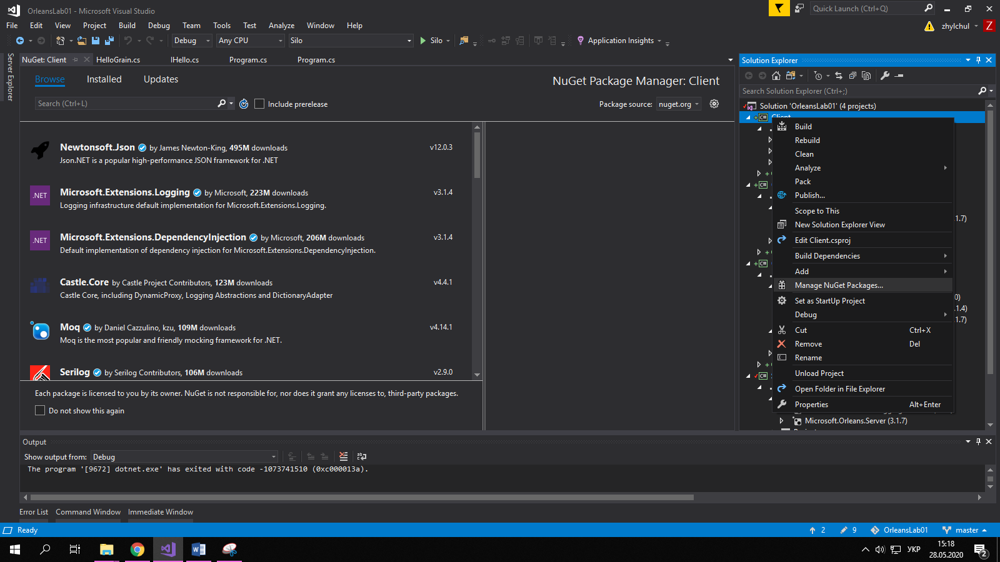 OrleansLab01 - Microsoft Visual Studio
Quick Launch (Ctrl+Q)
File Edit View Project Build Debug Team Tools Test Analyze Window Help
zhylchul Z
Debug Any CPU Silo Silo Application Insights
Server Explorer
NuGet: Client HelloGrain.cs IHello.cs Program.cs Program.cs
Browse Installed Updates
NuGet Package Manager: Client
Search (Ctrl+L)
Include prerelease
Package source: nuget.org
Newtonsoft.Json by James Newton-King, 495M downloads v12.0.3
Json.NET is a popular high-performance JSON framework for .NET
.NET
Microsoft.Extensions.Logging by Microsoft, 223M downloads v3.1.4
Logging infrastructure default implementation for Microsoft.Extensions.Logging.
.NET
Microsoft.Extensions.DependencyInjection by Microsoft, 206M downloads v3.1.4
Default implementation of dependency injection for Microsoft.Extensions.DependencyInjection.
Castle.Core by Castle Project Contributors, 123M downloads v4.4.1
Castle Core, including DynamicProxy, Logging Abstractions and DictionaryAdapter
Moq by Daniel Cazzulino, kzu, 109M downloads v4.14.1
Moq is the most popular and friendly mocking framework for .NET.
Serilog by Serilog Contributors, 106M downloads v2.9.0
Each package is licensed to you by its owner. NuGet is not responsible for, nor does it grant any licenses to, third-party packages.
Do not show this again
Solution Explorer
Search Solution Explorer (Ctrl+;)
Solution 'OrleansLab01' (4 projects)
C# Client
Build
Rebuild
Clean
Analyze
Pack
Publish...
Scope to This
New Solution Explorer View
Edit Client.csproj
Build Dependencies
Add
Manage NuGet Packages...
Set as StartUp Project
Debug
Cut Ctrl+X
Remove Del
Rename
Unload Project
Open Folder in File Explorer
Properties Alt+Enter
C#
.1.7)
C#
0)
.1.4)
.1.7)
C#
Microsoft.Orleans.Server (3.1.7)
Output
Show output from: Debug
The program '[9672] dotnet.exe' has exited with code -1073741510 (0xc000013a).
Error List Command Window Immediate Window
Ready
2 9 OrleansLab01 master
УКР
15:18
28.05.2020
2